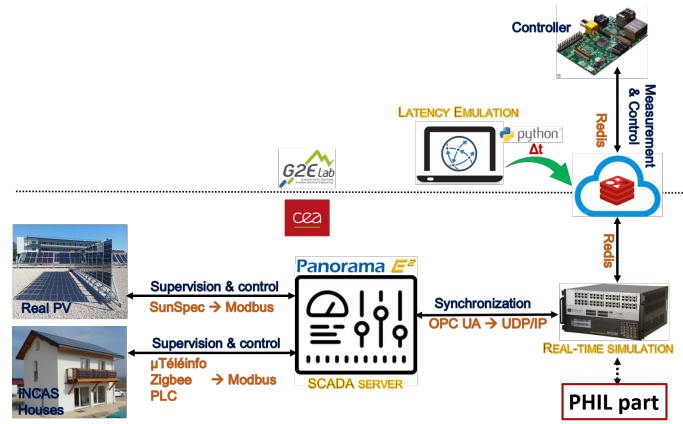 Controller
Measurement
& Control
Redis
LATENCY EMULATION
python
Δt
G2Elab
cea
Redis
Panorama E²
Real PV
Supervision & control
SunSpec → Modbus
Synchronization
OPC UA → UDP/IP
Supervision & control
µTéléinfo
Zigbee → Modbus
PLC
INCAS
Houses
SCADA SERVER
REAL-TIME SIMULATION
PHIL part